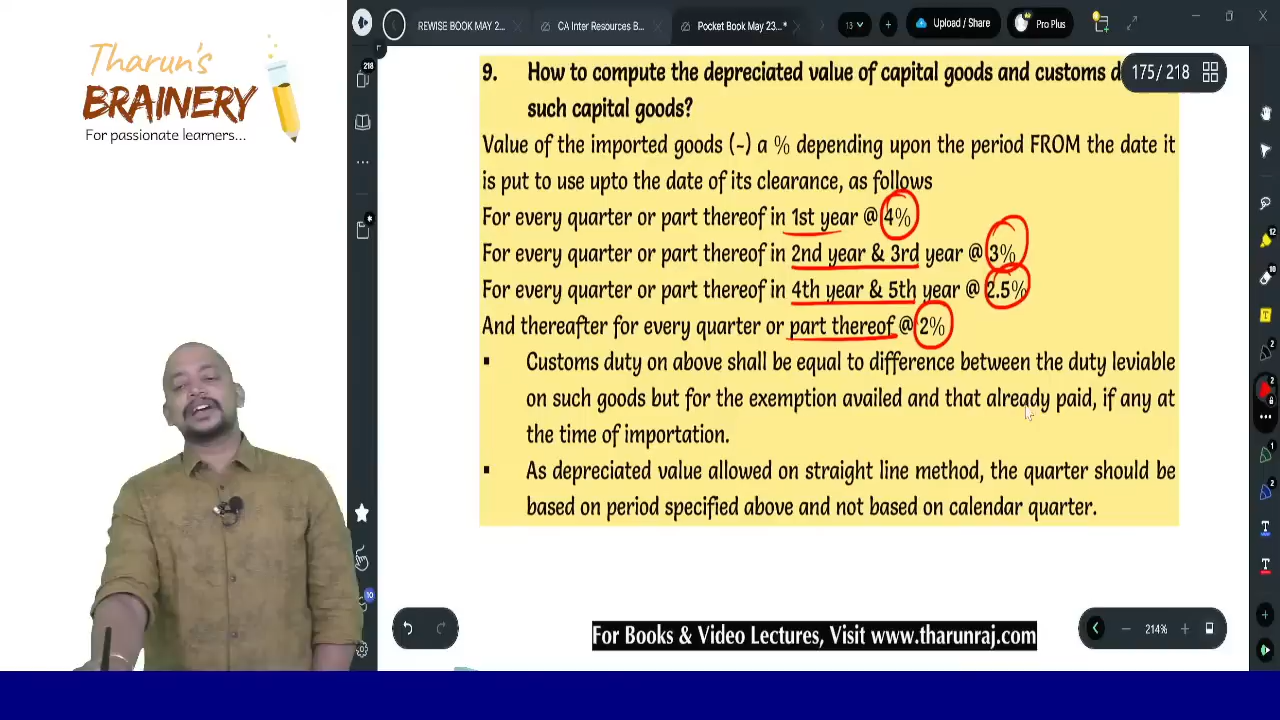 Tharun's
BRAINERY
For passionate learners...
REWISE BOOK MAY 2...
CA Inter Resources B...
Pocket Book May 23...*
13
Upload / Share
Pro Plus
218
175/ 218
9. How to compute the depreciated value of capital goods and customs d
such capital goods?
Value of the imported goods (-) a % depending upon the period FROM the date it
is put to use upto the date of its clearance, as follows
For every quarter or part thereof in 1st year @ 4%
For every quarter or part thereof in 2nd year & 3rd year @ 3%
For every quarter or part thereof in 4th year & 5th year @ 2.5%
And thereafter for every quarter or part thereof @ 2%
▪ Customs duty on above shall be equal to difference between the duty leviable
on such goods but for the exemption availed and that already paid, if any at
the time of importation.
▪ As depreciated value allowed on straight line method, the quarter should be
based on period specified above and not based on calendar quarter.
214%
For Books & Video Lectures, Visit www.tharunraj.com